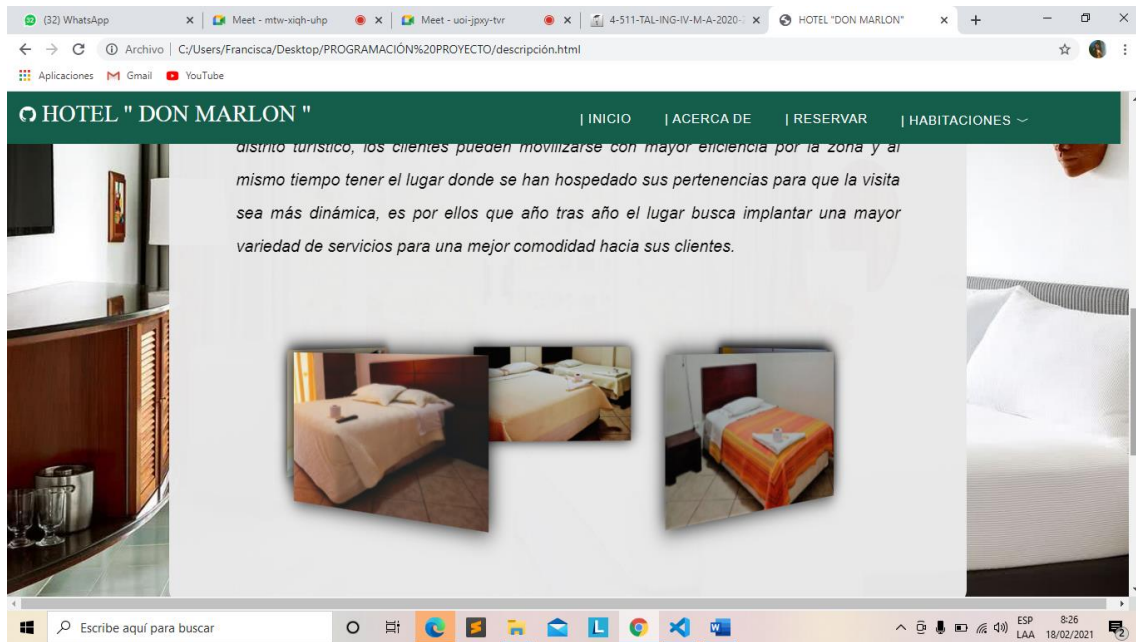 (32) WhatsApp
Meet - mtw-xiqh-uhp
Meet - uoi-jpxy-tvr
4-511-TAL-ING-IV-M-A-2020-
HOTEL "DON MARLON"
Archivo | C:/Users/Francisca/Desktop/PROGRAMACIÓN%20PROYECTO/descripción.html
Aplicaciones Gmail YouTube
HOTEL " DON MARLON "
| INICIO | ACERCA DE | RESERVAR | HABITACIONES
distrito turístico, los clientes pueden movilizarse con mayor eficiencia por la zona y al
mismo tiempo tener el lugar donde se han hospedado sus pertenencias para que la visita
sea más dinámica, es por ellos que año tras año el lugar busca implantar una mayor
variedad de servicios para una mejor comodidad hacia sus clientes.
Escribe aquí para buscar
ESP
LAA
8:26
18/02/2021
2